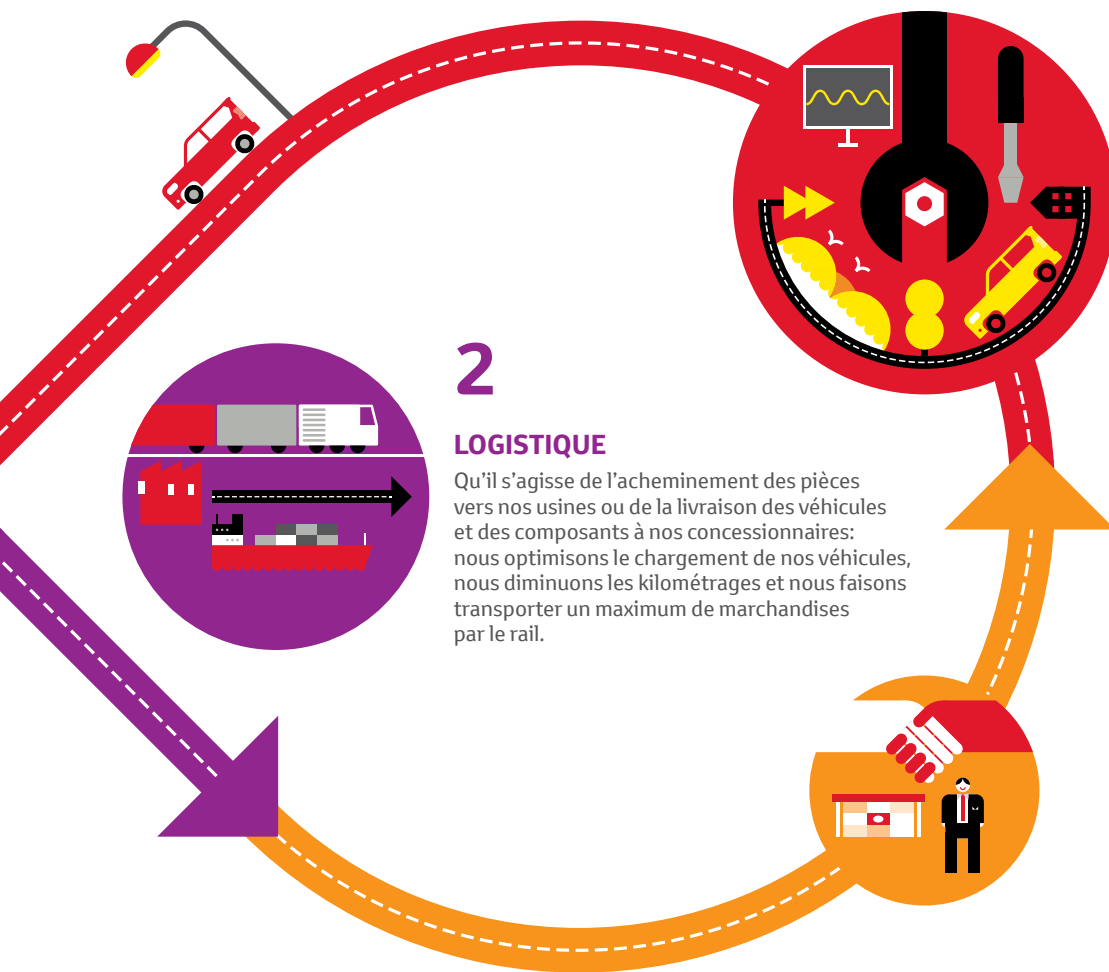 2
LOGISTIQUE
Qu’il s’agisse de l’acheminement des pièces
vers nos usines ou de la livraison des véhicules
et des composants à nos concessionnaires:
nous optimisons le chargement de nos véhicules,
nous diminuons les kilométrages et nous faisons
transporter un maximum de marchandises
par le rail.